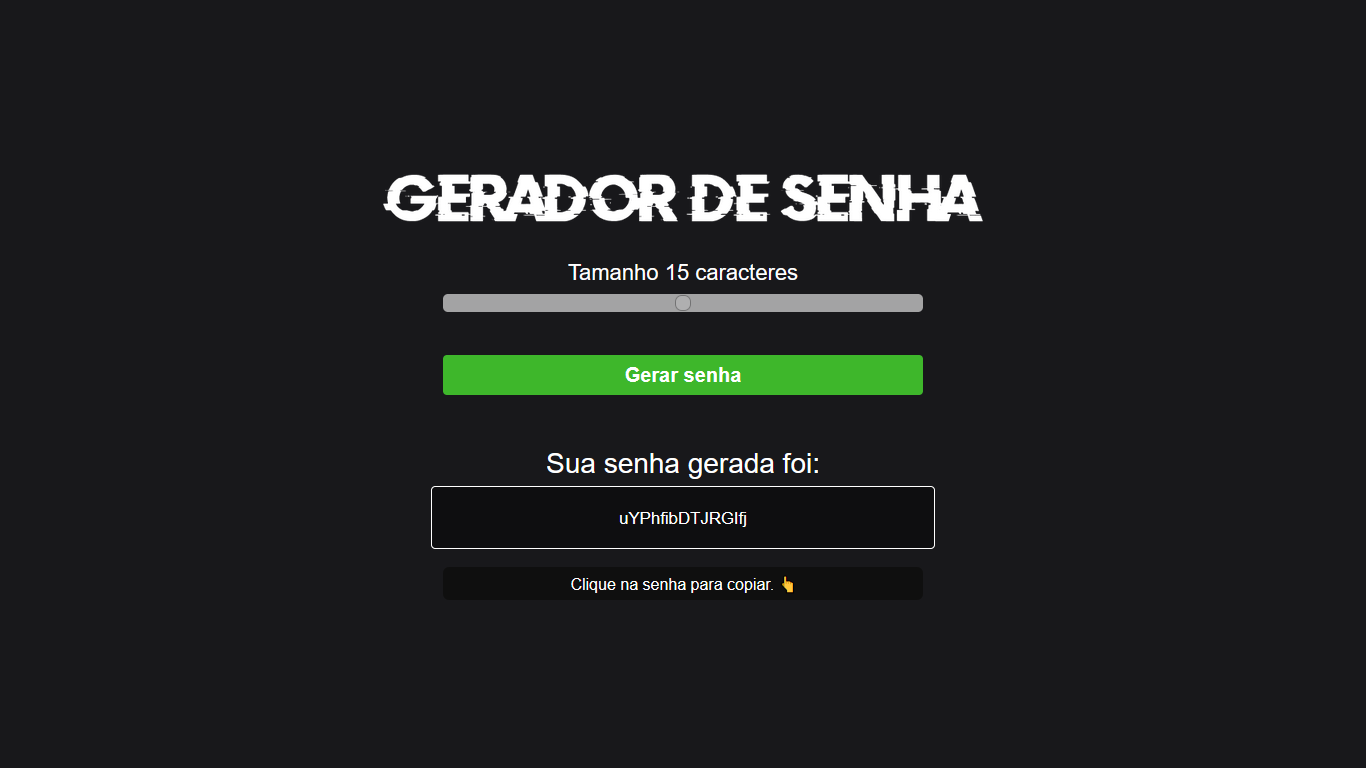 GERADOR DE SENHA
Tamanho 15 caracteres
Gerar senha
Sua senha gerada foi:
uYPhfibDTJRGIfj
Clique na senha para copiar. 👆